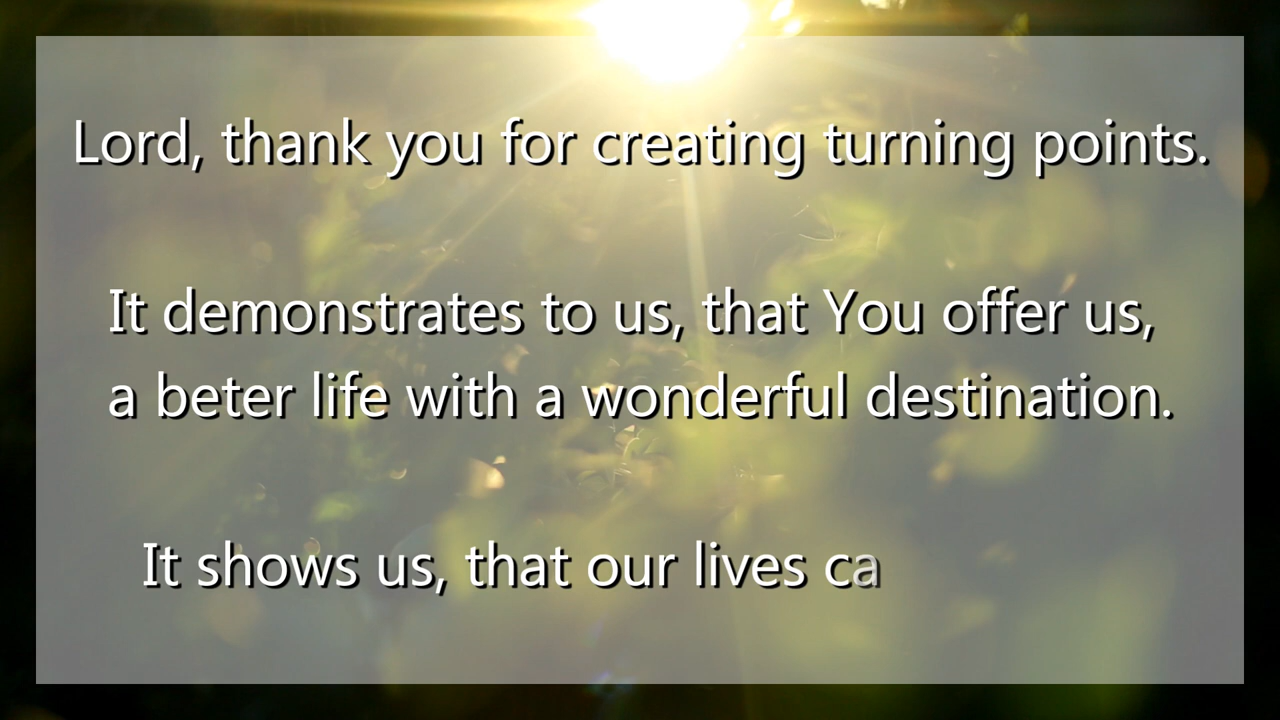 Lord, thank you for creating turning points.
It demonstrates to us, that You offer us,
a beter life with a wonderful destination.
It shows us, that our lives ca